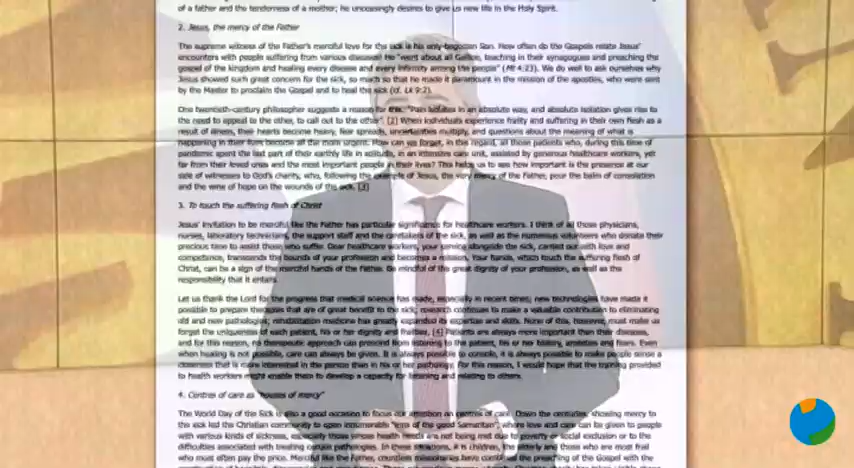 of a father and the tenderness of a mother; he unceasingly desires to give us new life in the Holy Spirit.
2. Jesus, the mercy of the Father
The supreme witness of the Father's merciful love for the sick is his only-begotten Son. How often do the Gospels relate Jesus'
encounters with people suffering from various diseases! He "went about all Galilee, teaching in their synagogues and preaching the
gospel of the kingdom and healing every disease and every infirmity among the people" (Mt 4:23). We do well to ask ourselves why
Jesus showed such great concern for the sick, so much so that he made it paramount in the mission of the apostles, who were sent
by the Master to proclaim the Gospel and to heal the sick (cf. Lk 9:2).
One twentieth-century philosopher suggests a reason for this: "Pain isolates in an absolute way, and absolute isolation gives rise to
the need to appeal to the other, to call out to the other". [2] When individuals experience frailty and suffering in their own flesh as a
result of illness, their hearts become heavy, fear spreads, uncertainties multiply, and questions about the meaning of what is
happening in their lives become all the more urgent. How can we forget, in this regard, all those patients who, during this time of
pandemic spent the last part of their earthly life in solitude, in an intensive care unit, assisted by generous healthcare workers, yet
far from their loved ones and the most important people in their lives? This helps us to see how important is the presence at our
side of witnesses to God's charity, who, following the example of Jesus, the very mercy of the Father, pour the balm of consolation
and the wine of hope on the wounds of the sick. [3]
3. To touch the suffering flesh of Christ
Jesus' invitation to be merciful like the Father has particular significance for healthcare workers. I think of all those physicians,
nurses, laboratory technicians, the support staff and the caretakers of the sick, as well as the numerous volunteers who donate their
precious time to assist those who suffer. Dear healthcare workers, your service alongside the sick, carried out with love and
competence, transcends the bounds of your profession and becomes a mission. Your hands, which touch the suffering flesh of
Christ, can be a sign of the merciful hands of the Father. Be mindful of the great dignity of your profession, as well as the
responsibility that it entails.
Let us thank the Lord for the progress that medical science has made, especially in recent times; new technologies have made it
possible to prepare therapies that are of great benefit to the sick; research continues to make a valuable contribution to eliminating
old and new pathologies; rehabilitation medicine has greatly expanded its expertise and skills. None of this, however, must make us
forget the uniqueness of each patient, his or her dignity and frailties. [4] Patients are always more important than their diseases,
and for this reason, no therapeutic approach can prescind from listening to the patient, his or her history, anxieties and fears. Even
when healing is not possible, care can always be given. It is always possible to console, it is always possible to make people sense a
closeness that is more interested in the person than in his or her pathology. For this reason, I would hope that the training provided
to health workers might enable them to develop a capacity for listening and relating to others.
4. Centres of care as "houses of mercy"
The World Day of the Sick is also a good occasion to focus our attention on centres of care. Down the centuries, showing mercy to
the sick led the Christian community to open innumerable "inns of the good Samaritan", where love and care can be given to people
with various kinds of sickness, especially those whose health needs are not being met due to poverty or social exclusion or to the
difficulties associated with treating certain pathologies. In these situations, it is children, the elderly and those who are most frail
who most often pay the price. Merciful like the Father, countless missionaries have combined the preaching of the Gospel with the